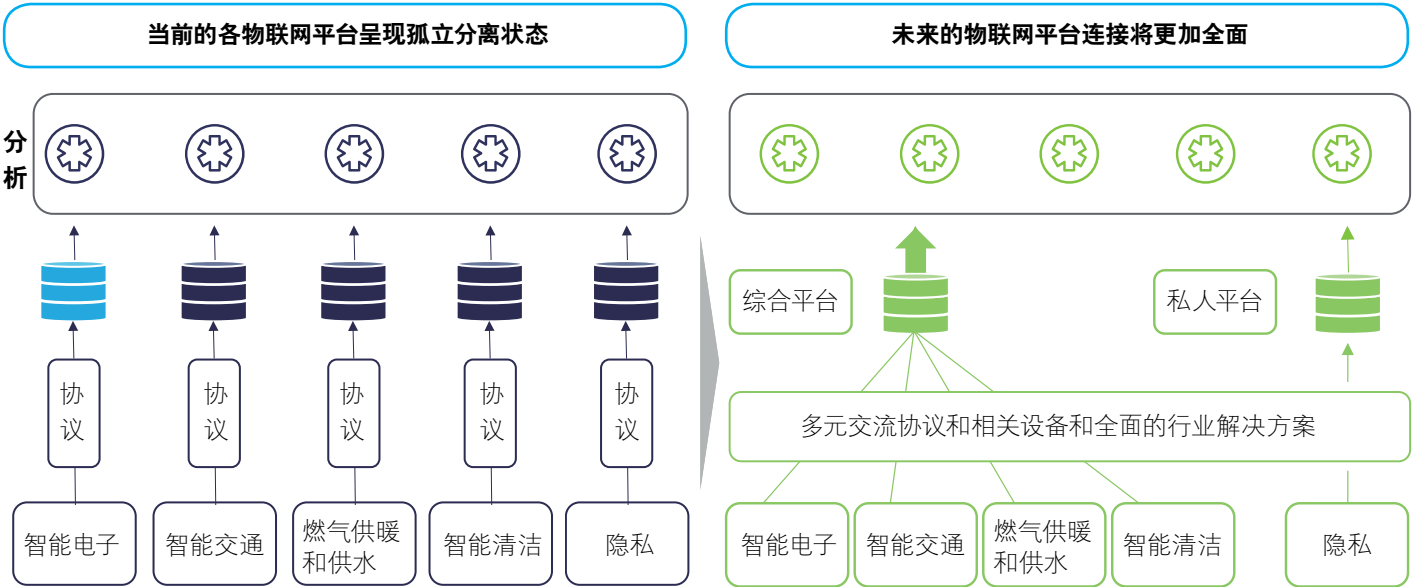 当前的各物联网平台呈现孤立分离状态
分
析
协
议
协
议
协
议
协
议
协
议
智能电子
智能交通
燃气供暖
和供水
智能清洁
隐私
未来的物联网平台连接将更加全面
综合平台
私人平台
多元交流协议和相关设备和全面的行业解决方案
智能电子
智能交通
燃气供暖
和供水
智能清洁
隐私